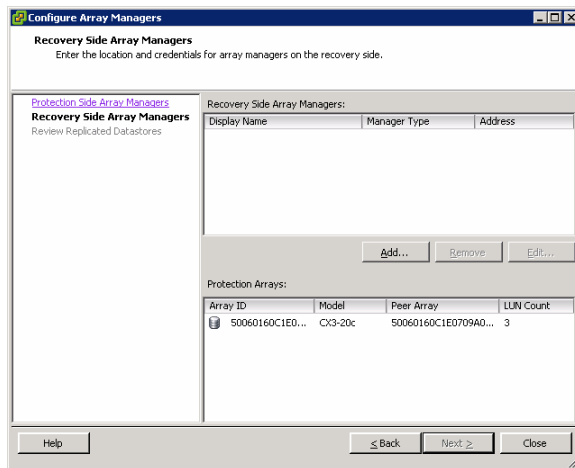 Configure Array Managers
Recovery Side Array Managers
Enter the location and credentials for array managers on the recovery side.
Protection Side Array Managers
Recovery Side Array Managers
Review Replicated Datastores
Recovery Side Array Managers:
Display Name Manager Type Address
Add... Remove Edit...
Protection Arrays:
Array ID Model Peer Array LUN Count
50060160C1E0... CX3-20c 50060160C1E0709A0... 3
Help < Back Next > Close